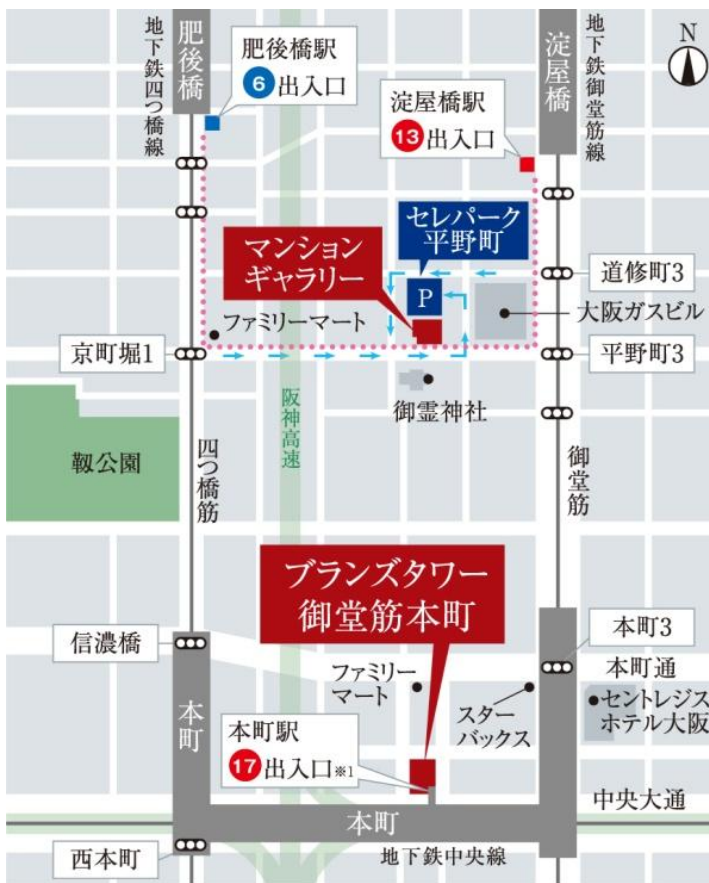 地下鉄四つ橋線
肥後橋
肥後橋駅
6出入口
淀屋橋駅
13出入口
淀屋橋
地下鉄御堂筋線
N
セレパーク
平野町
マンション
ギャラリー
P
道修町3
ファミリーマート
大阪ガスビル
京町堀1
平野町3
阪神高速
御霊神社
靱公園
四つ橋筋
御堂筋
ブランズタワー
御堂筋本町
信濃橋
本町3
ファミリー
マート
本町通
スター
バックス
セントレジス
ホテル大阪
本町
本町駅
17出入口※1
中央大通
本町
西本町
地下鉄中央線